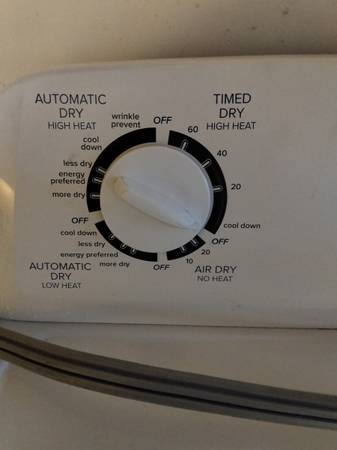 AUTOMATIC
DRY
HIGH HEAT
wrinkle
prevent
OFF
TIMED
DRY
HIGH HEAT
60
40
20
cool down
OFF
cool
down
less dry
energy
preferred
more dry
OFF
cool down
less dry
energy preferred
more dry
AUTOMATIC
DRY
LOW HEAT
OFF
10
20
AIR DRY
NO HEAT